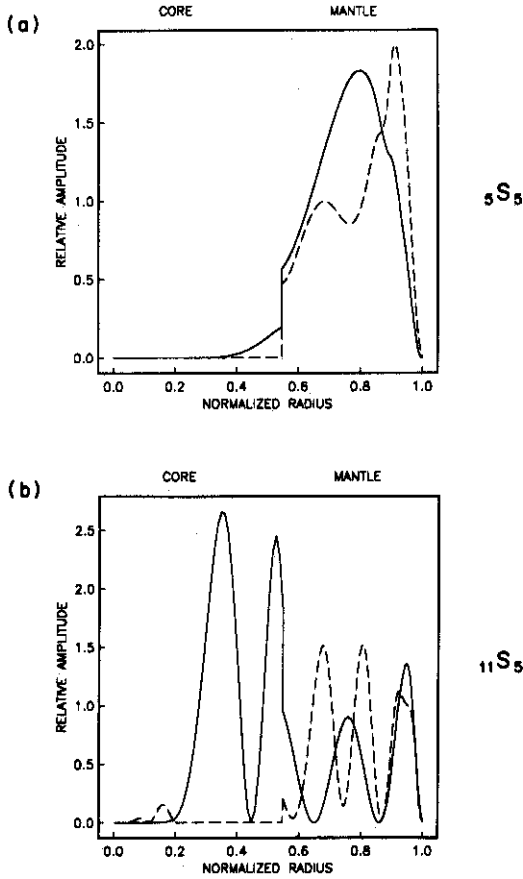 (a)
CORE MANTLE
2.0
1.5
1.0
0.5
0.0
RELATIVE AMPLITUDE
0.0 0.2 0.4 0.6 0.8 1.0
NORMALIZED RADIUS
5S5
(b)
CORE MANTLE
2.5
2.0
1.5
1.0
0.5
0.0
RELATIVE AMPLITUDE
0.0 0.2 0.4 0.6 0.8 1.0
NORMALIZED RADIUS
11S5